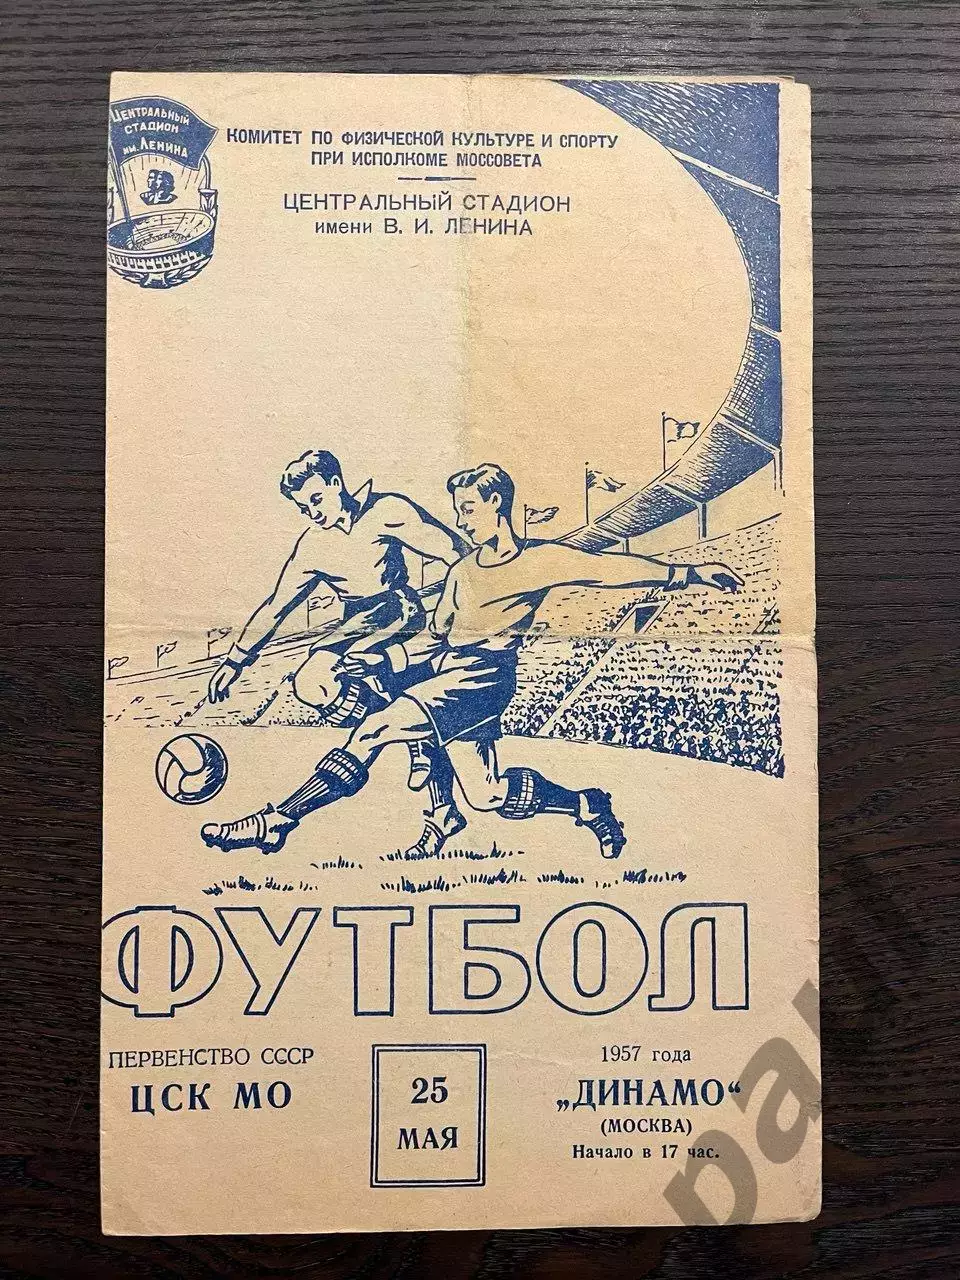 ЦЕНТРАЛЬНЫЙ
СТАДИОН
им. ЛЕНИНА
КОМИТЕТ ПО ФИЗИЧЕСКОЙ КУЛЬТУРЕ И СПОРТУ
ПРИ ИСПОЛКОМЕ МОССОВЕТА
ЦЕНТРАЛЬНЫЙ СТАДИОН
имени В. И. ЛЕНИНА
ФУТБОЛ
ПЕРВЕНСТВО СССР
ЦСК МО
25
МАЯ
1957 года
„ДИНАМО“
(МОСКВА)
Начало в 17 час.